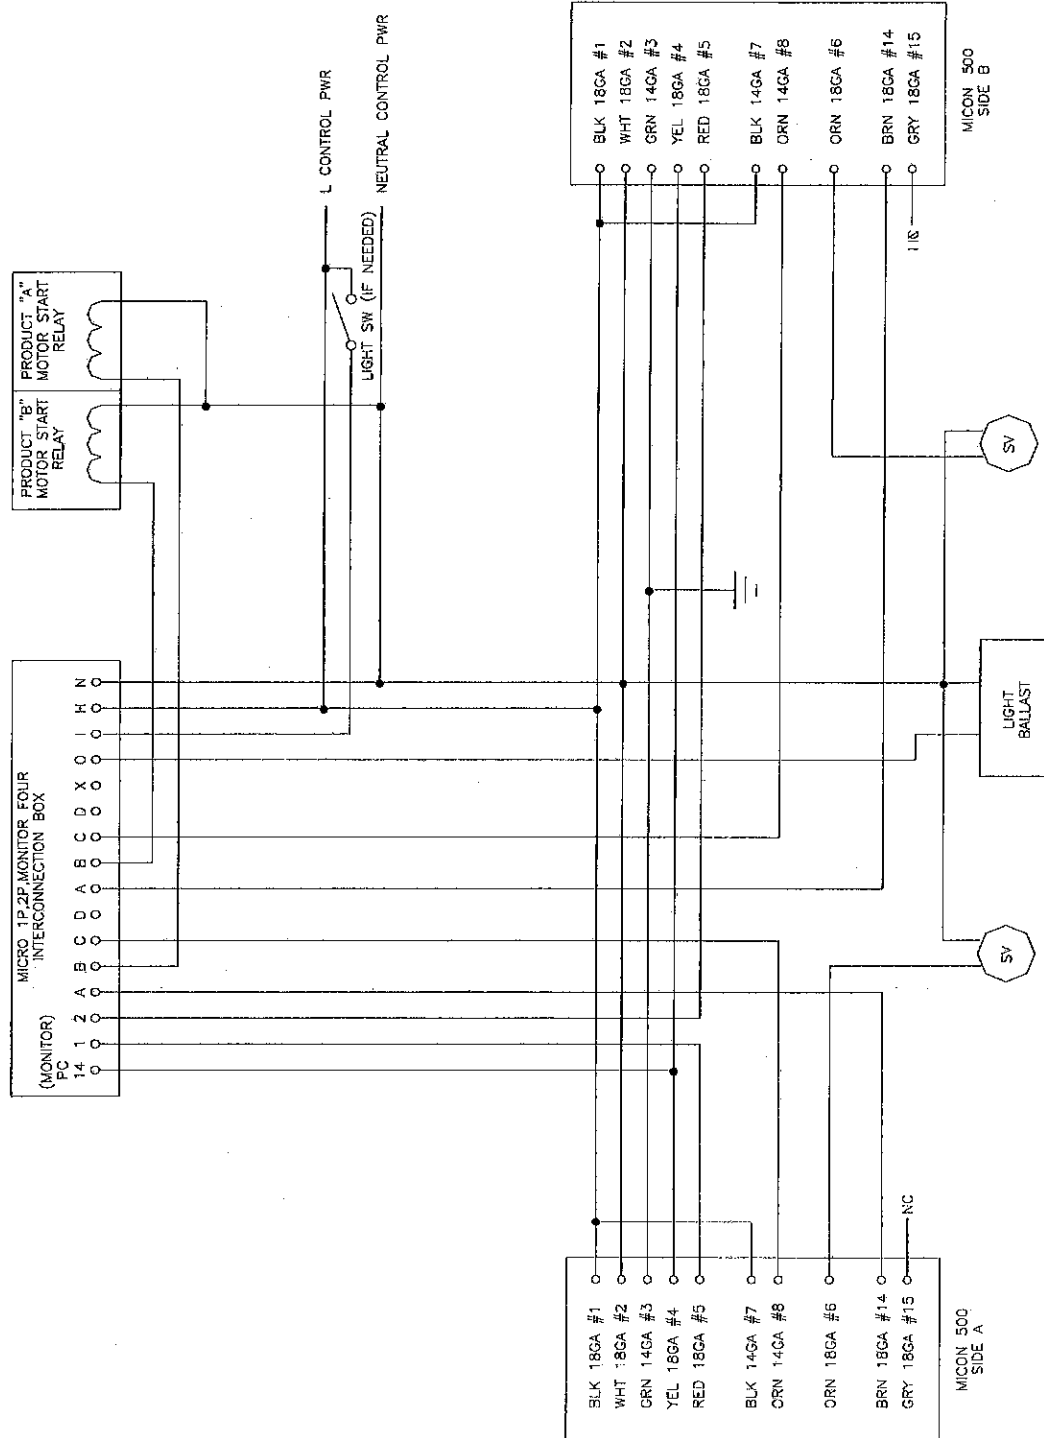 PRODUCT "B"
MOTOR START
RELAY
PRODUCT "A"
MOTOR START
RELAY
L CONTROL PWR
NEUTRAL CONTROL PWR
LIGHT SW (IF NEEDED)
MICRO 1P,2P,MONITOR FOUR
INTERCONNECTION BOX
(MONITOR)
PC
14 1 2 A B C D A B C D X O I H N
BLK 18GA #1
WHT 18GA #2
GRN 14GA #3
YEL 18GA #4
RED 18GA #5
BLK 14GA #7
ORN 14GA #8
ORN 18GA #6
BRN 18GA #14
GRY 18GA #15
MICON 500
SIDE B
SV
LIGHT
BALLAST
SV
NC
BLK 18GA #1
WHT 18GA #2
GRN 14GA #3
YEL 18GA #4
RED 18GA #5
BLK 14GA #7
ORN 14GA #8
ORN 18GA #6
BRN 18GA #14
GRY 18GA #15
MICON 500
SIDE A